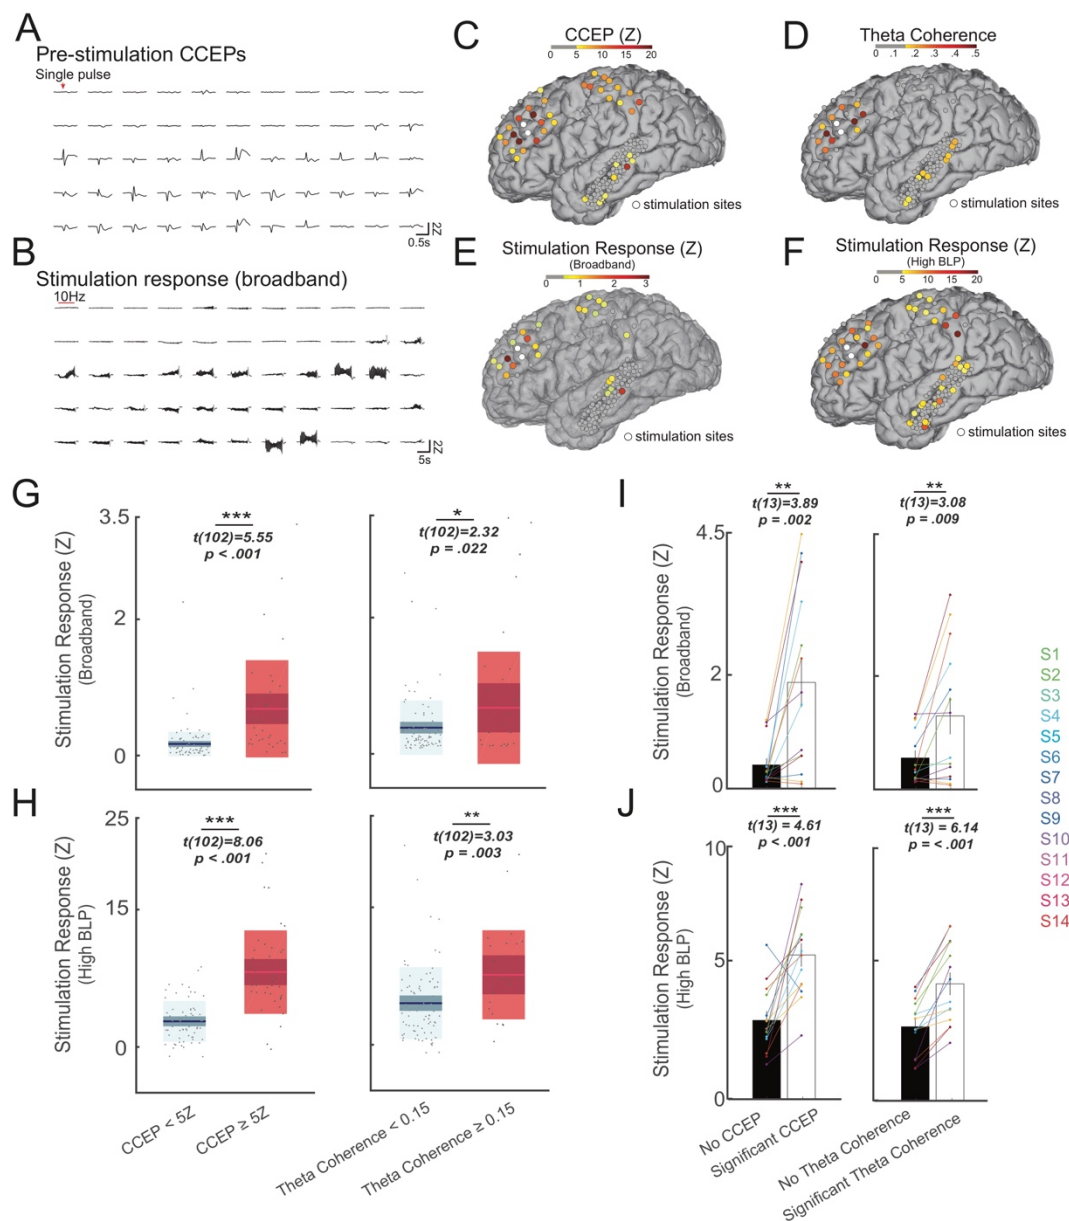 A
Pre-stimulation CCEPs
Single pulse
2Z
0.5s
B
Stimulation response (broadband)
10Hz
2Z
5s
C
CCEP (Z)
0 5 10 15 20
stimulation sites
D
Theta Coherence
0 .1 .2 .3 .4 .5
stimulation sites
E
Stimulation Response (Z)
(Broadband)
0 1 2 3
stimulation sites
F
Stimulation Response (Z)
(High BLP)
0 5 10 15 20
stimulation sites
G
Stimulation Response (Z)
(Broadband)
3.5
2
0
***
t(102)=5.55
p < .001
*
t(102)=2.32
p = .022
H
Stimulation Response (Z)
(High BLP)
25
15
0
***
t(102)=8.06
p < .001
**
t(102)=3.03
p = .003
CCEP < 5Z
CCEP ≥ 5Z
Theta Coherence < 0.15
Theta Coherence ≥ 0.15
I
Stimulation Response (Z)
(Broadband)
4.5
2
0
**
t(13)=3.89
p = .002
**
t(13)=3.08
p = .009
J
Stimulation Response (Z)
(High BLP)
10
5
0
***
t(13) = 4.61
p < .001
***
t(13) = 6.14
p = < .001
No CCEP
Significant CCEP
No Theta Coherence
Significant Theta Coherence
S1
S2
S3
S4
S5
S6
S7
S8
S9
S10
S11
S12
S13
S14